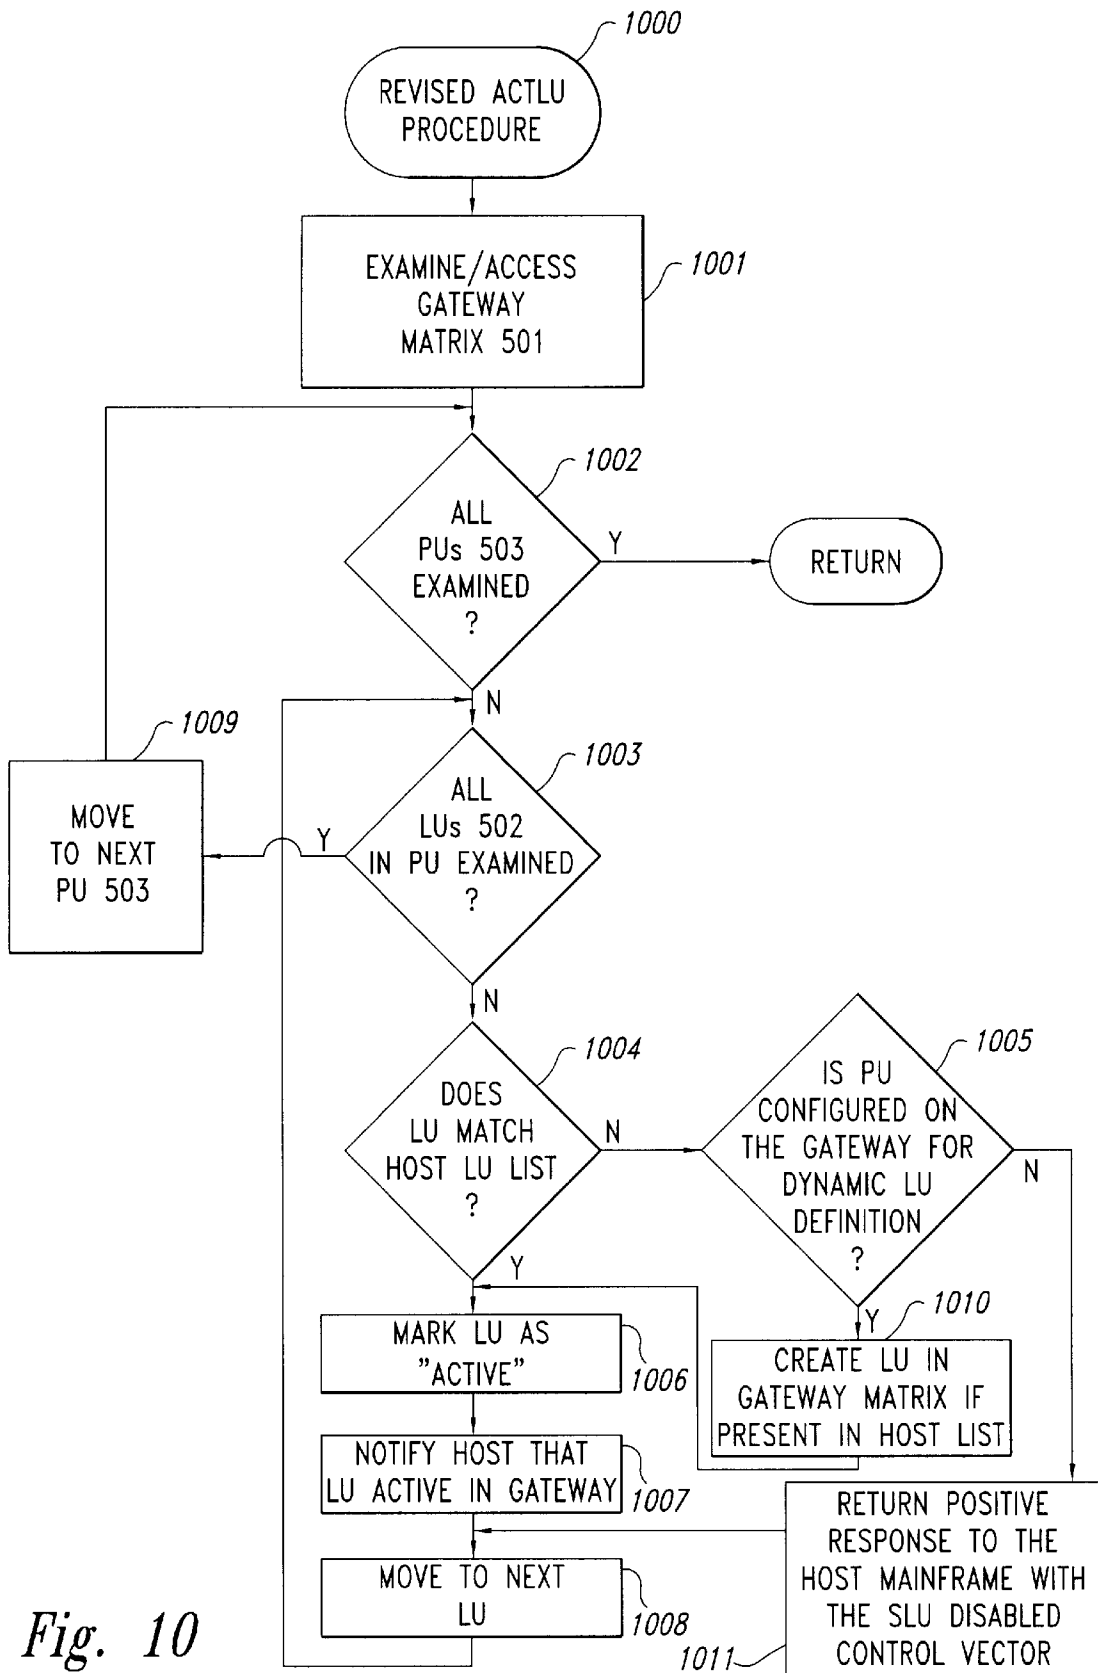 1000
REVISED ACTLU
PROCEDURE
1001
EXAMINE/ACCESS
GATEWAY
MATRIX 501
1002
ALL
PUs 503
EXAMINED
?
Y
RETURN
N
1009
MOVE
TO NEXT
PU 503
1003
ALL
LUs 502
IN PU EXAMINED
?
Y
N
1004
DOES
LU MATCH
HOST LU LIST
?
N
Y
1005
IS PU
CONFIGURED ON
THE GATEWAY FOR
DYNAMIC LU
DEFINITION
?
N
Y
1010
CREATE LU IN
GATEWAY MATRIX IF
PRESENT IN HOST LIST
MARK LU AS
"ACTIVE"
1006
NOTIFY HOST THAT
LU ACTIVE IN GATEWAY
1007
MOVE TO NEXT
LU
1008
RETURN POSITIVE
RESPONSE TO THE
HOST MAINFRAME WITH
THE SLU DISABLED
CONTROL VECTOR
1011
Fig. 10